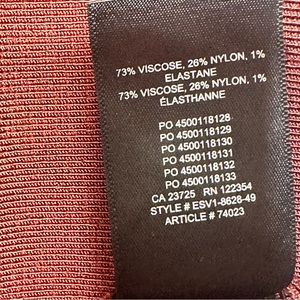 73% VISCOSE, 26% NYLON, 1%
ELASTANE
73% VISCOSE, 26% NYLON, 1%
ÉLASTHANNE
PO 4500118128
PO 4500118129
PO 4500118130
PO 4500118131
PO 4500118132
PO 4500118133
CA 23725 RN 122354
STYLE # ESV1-8628-49
ARTICLE # 74023